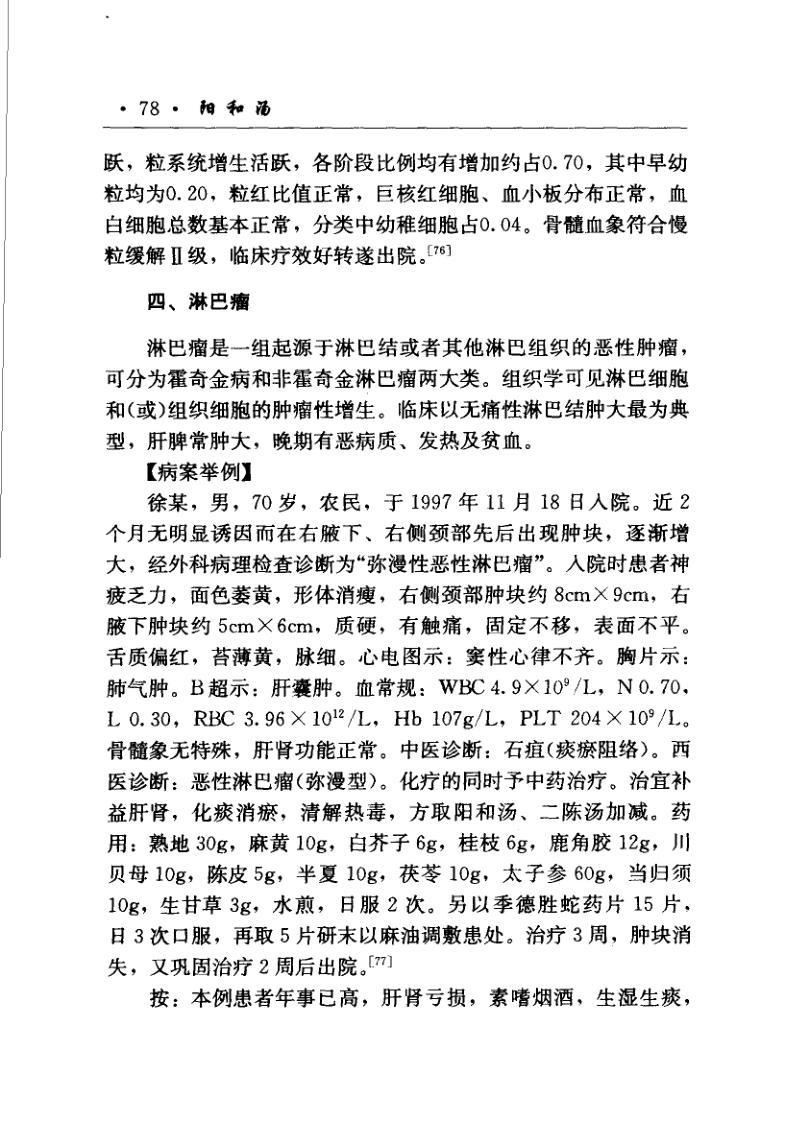 · 78 · 阳和汤
跃，粒系统增生活跃，各阶段比例均有增加约占0.70，其中早幼
粒均为0.20，粒红比值正常，巨核红细胞、血小板分布正常，血
白细胞总数基本正常，分类中幼稚细胞占0.04。骨髓血象符合慢
粒缓解Ⅱ级，临床疗效好转遂出院。[76]
四、淋巴瘤
淋巴瘤是一组起源于淋巴结或者其他淋巴组织的恶性肿瘤，
可分为霍奇金病和非霍奇金淋巴瘤两大类。组织学可见淋巴细胞
和(或)组织细胞的肿瘤性增生。临床以无痛性淋巴结肿大最为典
型，肝脾常肿大，晚期有恶病质、发热及贫血。
【病案举例】
徐某，男，70岁，农民，于1997年11月18日入院。近2
个月无明显诱因而在右腋下、右侧颈部先后出现肿块，逐渐增
大，经外科病理检查诊断为“弥漫性恶性淋巴瘤”。入院时患者神
疲乏力，面色萎黄，形体消瘦，右侧颈部肿块约8cm×9cm，右
腋下肿块约5cm×6cm，质硬，有触痛，固定不移，表面不平。
舌质偏红，苔薄黄，脉细。心电图示：窦性心律不齐。胸片示：
肺气肿。B超示：肝囊肿。血常规：WBC 4.9×10⁹/L，N 0.70，
L 0.30，RBC 3.96×10¹²/L，Hb 107g/L，PLT 204×10⁹/L。
骨髓象无特殊，肝肾功能正常。中医诊断：石疽(痰瘀阻络)。西
医诊断：恶性淋巴瘤(弥漫型)。化疗的同时予中药治疗。治宜补
益肝肾，化痰消瘀，清解热毒，方取阳和汤、二陈汤加减。药
用：熟地30g，麻黄10g，白芥子6g，桂枝6g，鹿角胶12g，川
贝母10g，陈皮5g，半夏10g，茯苓10g，太子参60g，当归须
10g，生甘草3g，水煎，日服2次。另以季德胜蛇药片15片，
日3次口服，再取5片研末以麻油调敷患处。治疗3周，肿块消
失，又巩固治疗2周后出院。[77]
按：本例患者年事已高，肝肾亏损，素嗜烟酒，生湿生痰，